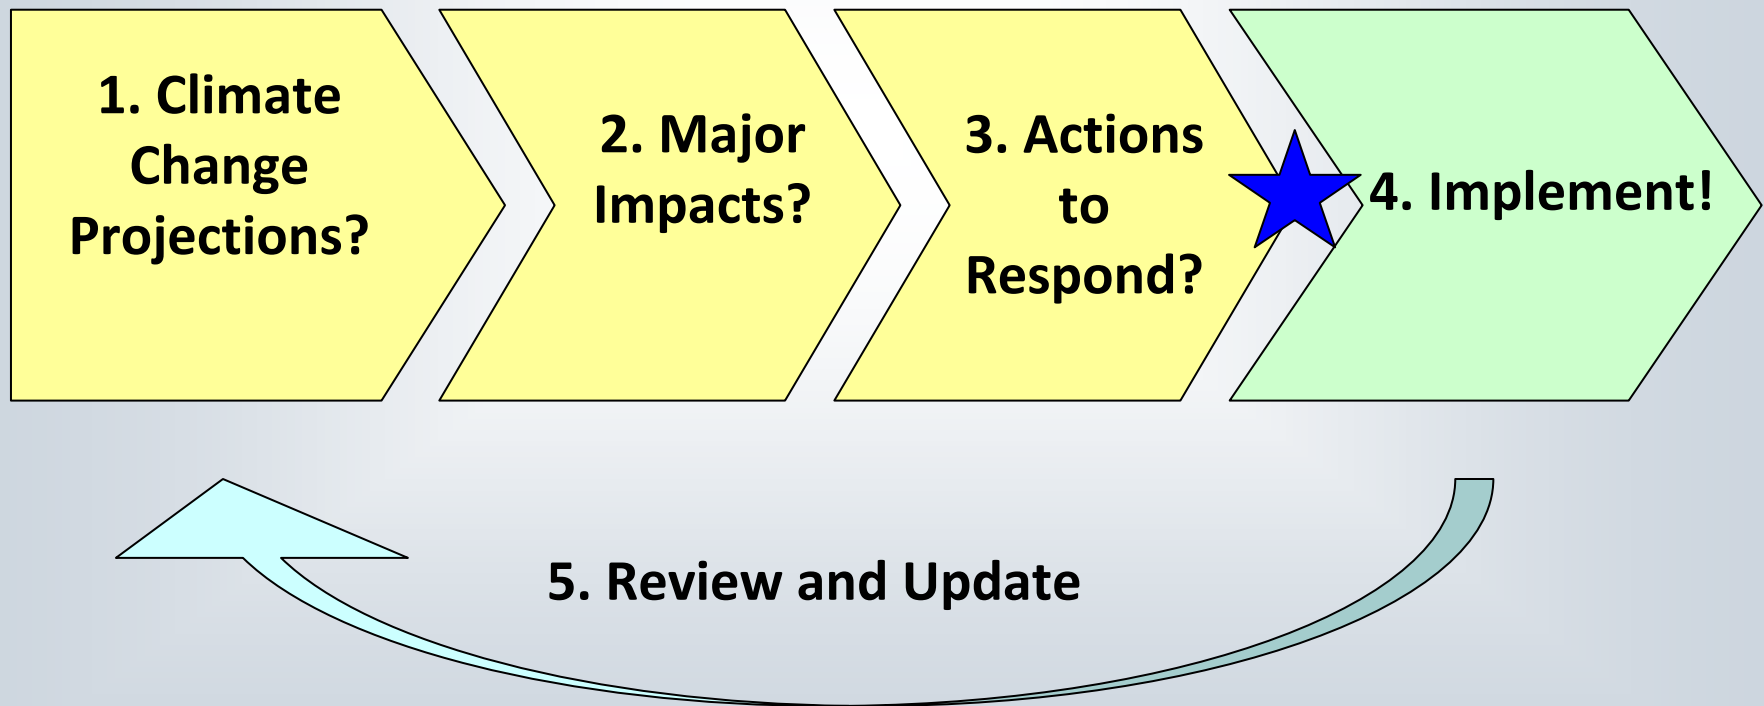 1. Climate
Change
Projections?
2. Major
Impacts?
3. Actions
to
Respond?
4. Implement!
5. Review and Update